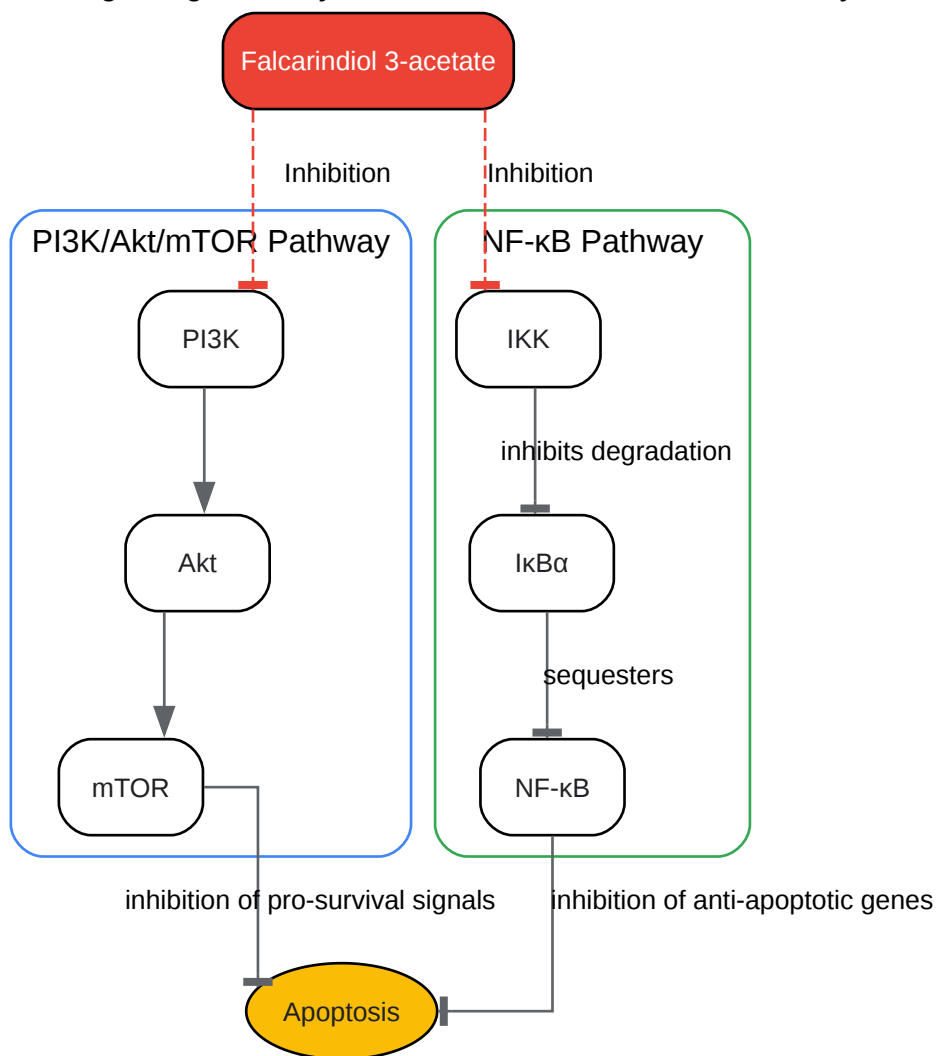 Falcarindiol 3-acetate
Inhibition
Inhibition
PI3K/Akt/mTOR Pathway
NF-κB Pathway
PI3K
IKK
inhibits degradation
Akt
IκBα
sequesters
mTOR
NF-κB
inhibition of pro-survival signals
inhibition of anti-apoptotic genes
Apoptosis